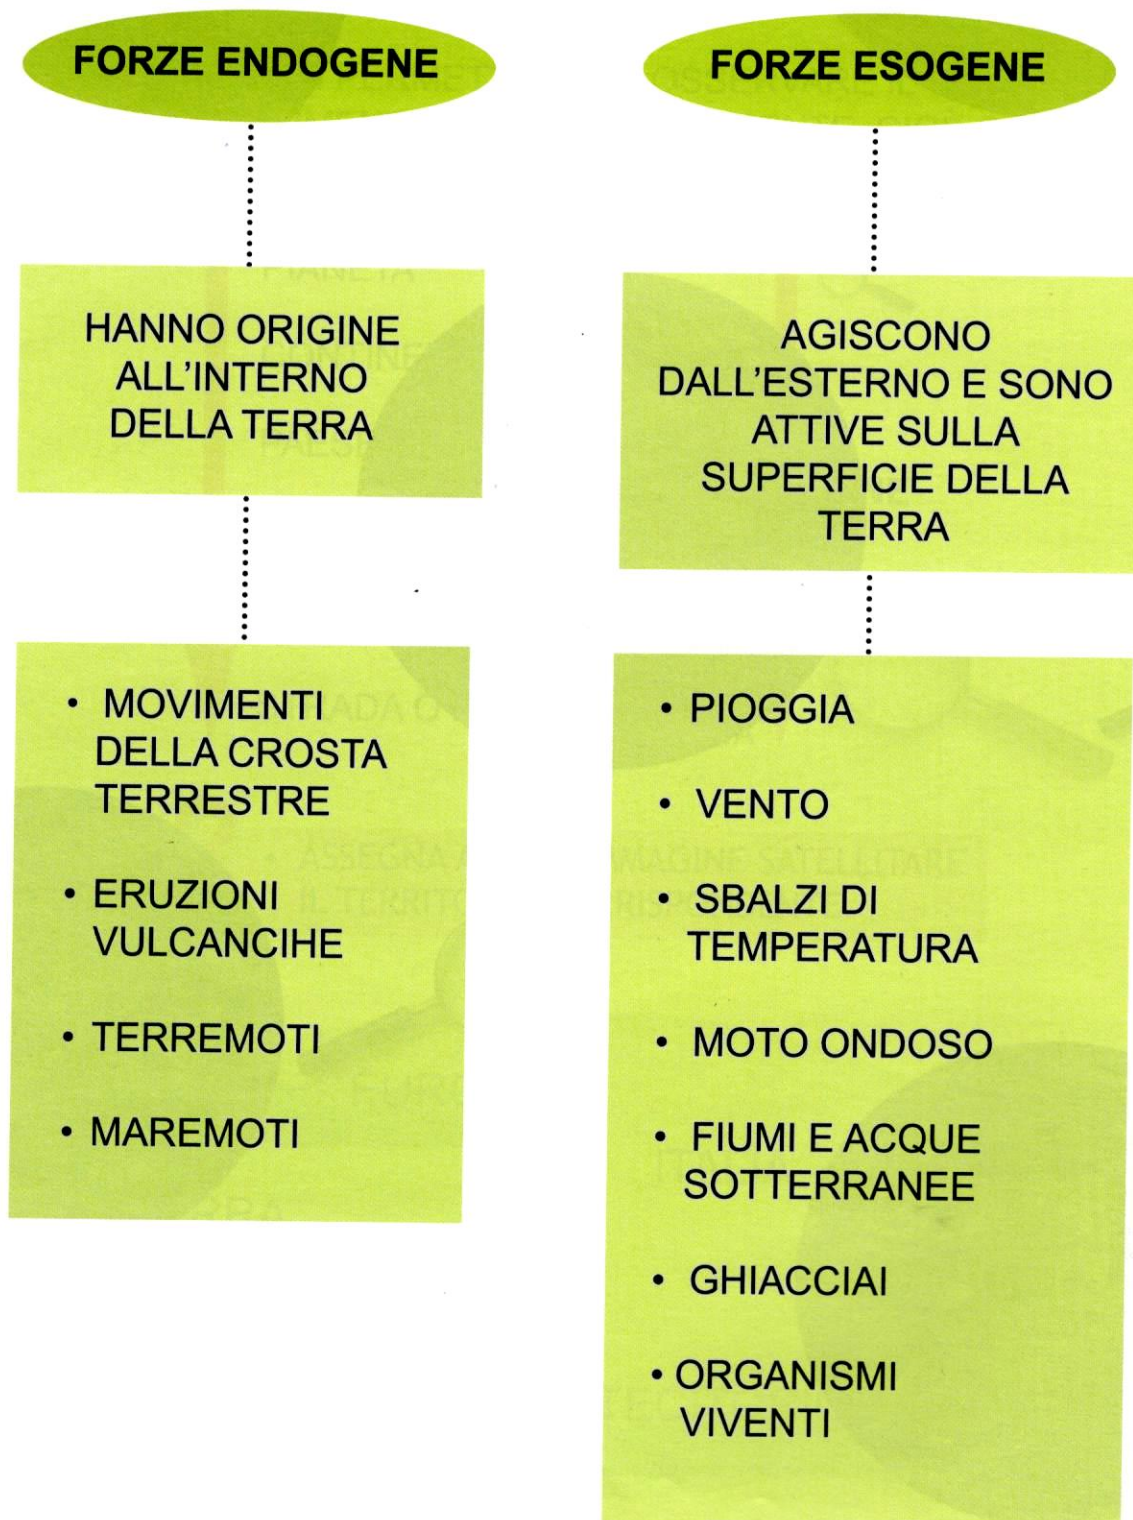 FORZE ENDOGENE
HANNO ORIGINE
ALL'INTERNO
DELLA TERRA
• MOVIMENTI
DELLA CROSTA
TERRESTRE
• ERUZIONI
VULCANCIHE
• TERREMOTI
• MAREMOTI
FORZE ESOGENE
AGISCONO
DALL'ESTERNO E SONO
ATTIVE SULLA
SUPERFICIE DELLA
TERRA
• PIOGGIA
• VENTO
• SBALZI DI
TEMPERATURA
• MOTO ONDOSO
• FIUMI E ACQUE
SOTTERRANEE
• GHIACCIAI
• ORGANISMI
VIVENTI